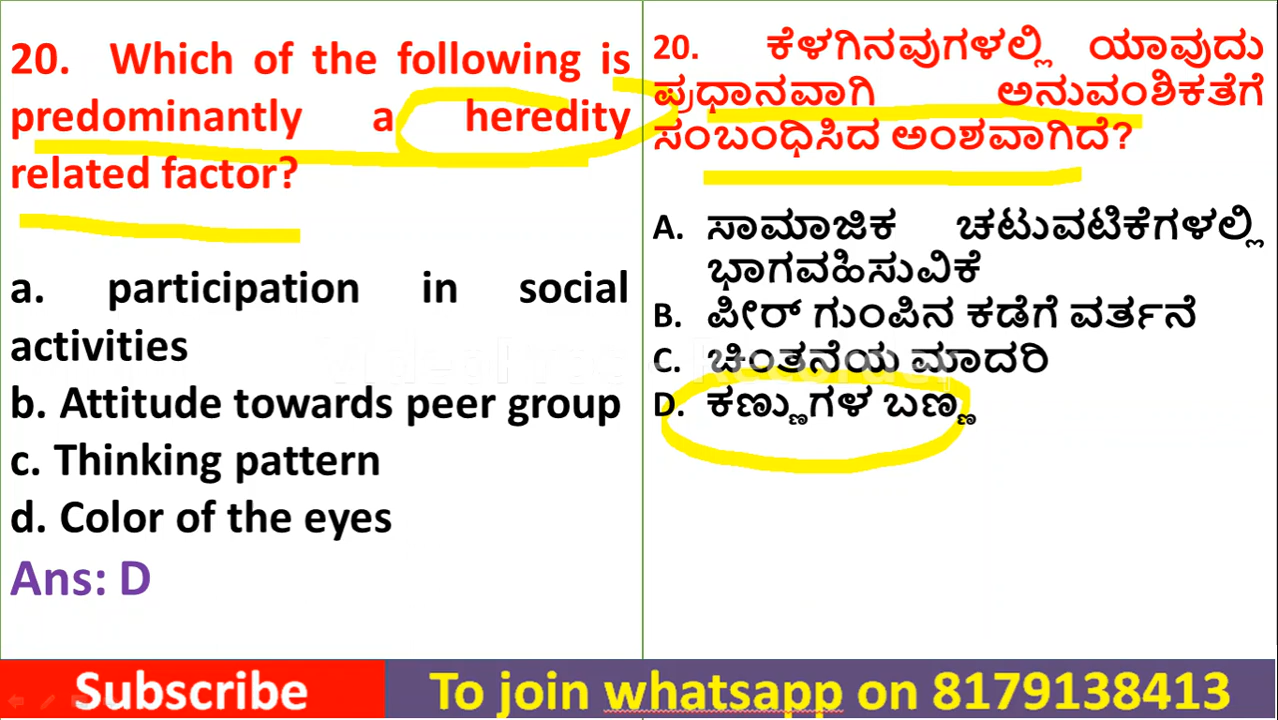 20. Which of the following is
predominantly a heredity
related factor?
a. participation in social
activities
b. Attitude towards peer group
c. Thinking pattern
d. Color of the eyes
Ans: D
20. ಕೆಳಗಿನವುಗಳಲ್ಲಿ ಯಾವುದು
ಪ್ರಧಾನವಾಗಿ ಅನುವಂಶಿಕತೆಗೆ
ಸಂಬಂಧಿಸಿದ ಅಂಶವಾಗಿದೆ?
A. ಸಾಮಾಜಿಕ ಚಟುವಟಿಕೆಗಳಲ್ಲಿ
ಭಾಗವಹಿಸುವಿಕೆ
B. ಪೀರ್ ಗುಂಪಿನ ಕಡೆಗೆ ವರ್ತನೆ
C. ಚಿಂತನೆಯ ಮಾದರಿ
D. ಕಣ್ಣುಗಳ ಬಣ್ಣ
Subscribe
To join whatsapp on 8179138413